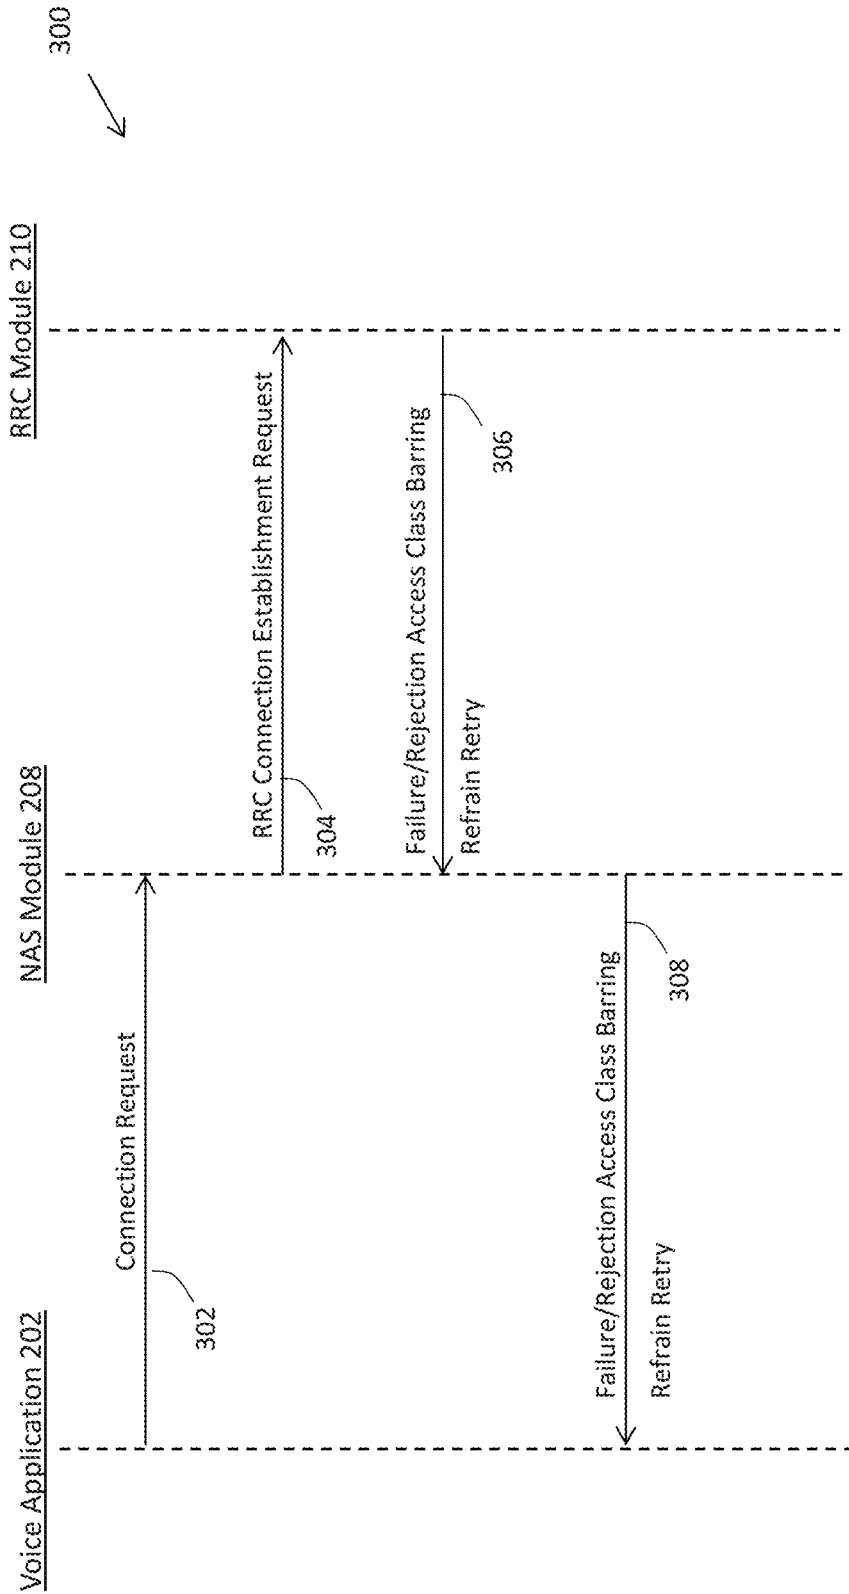 300
Voice Application 202
NAS Module 208
RRC Module 210
Connection Request
302
RRC Connection Establishment Request
304
Failure/Rejection Access Class Barring
306
Refrain Retry
Failure/Rejection Access Class Barring
308
Refrain Retry